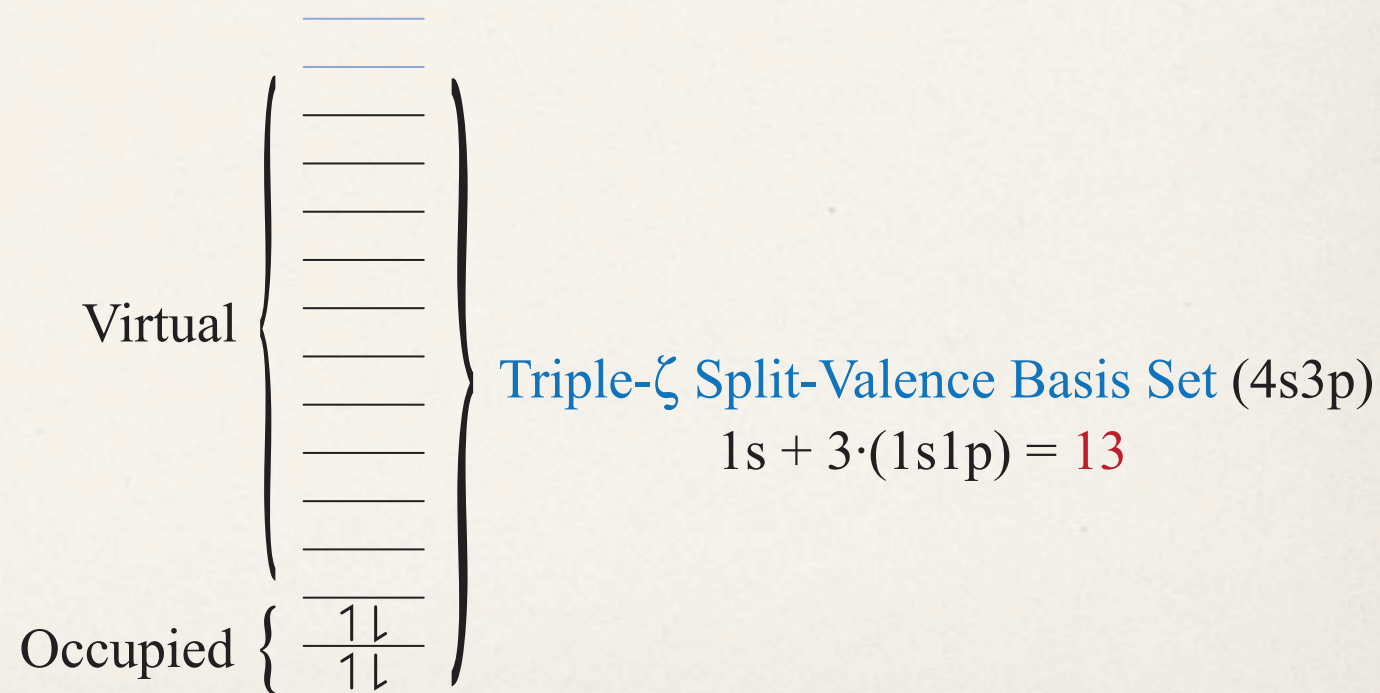 Virtual
Triple-ζ Split-Valence Basis Set (4s3p)
1s + 3·(1s1p) = 13
Occupied